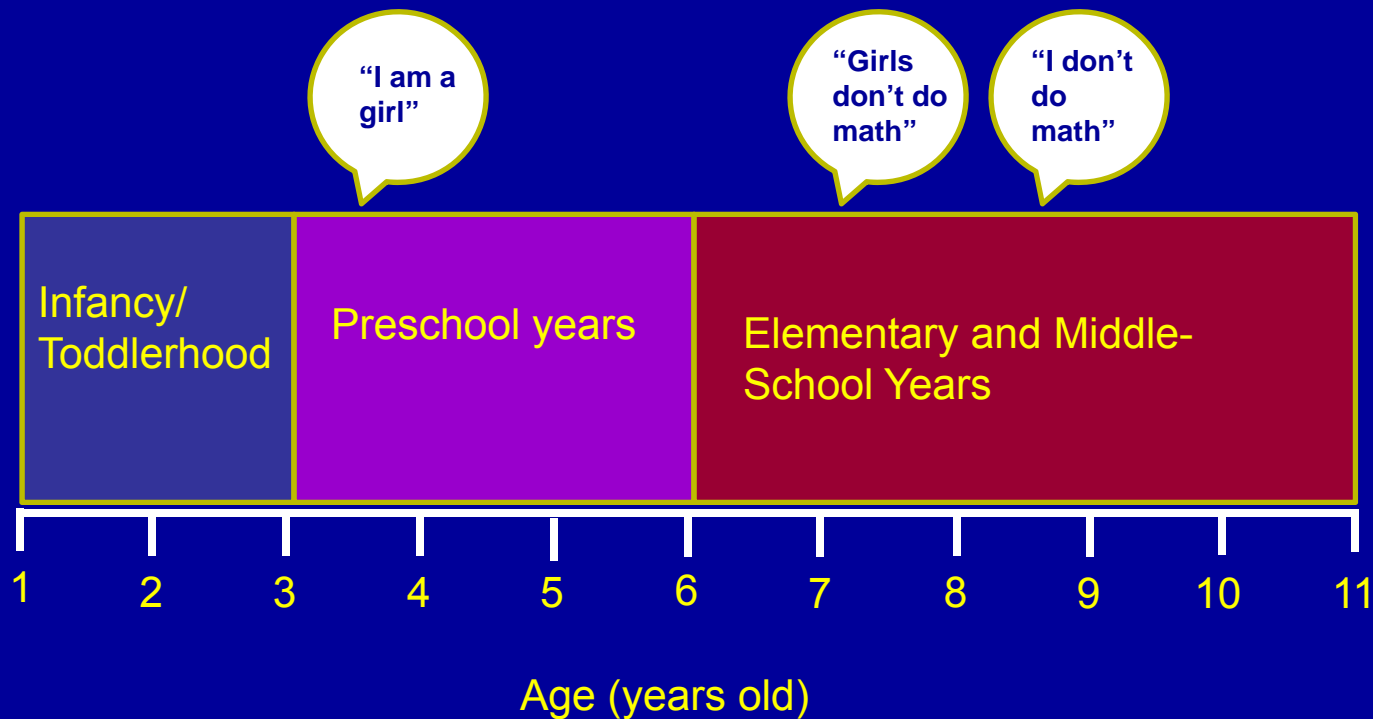 “I am a
girl”
“Girls
don’t do
math”
“I don’t
do
math”
Infancy/
Toddlerhood
Preschool years
Elementary and Middle-
School Years
1 2 3 4 5 6 7 8 9 10 11
Age (years old)